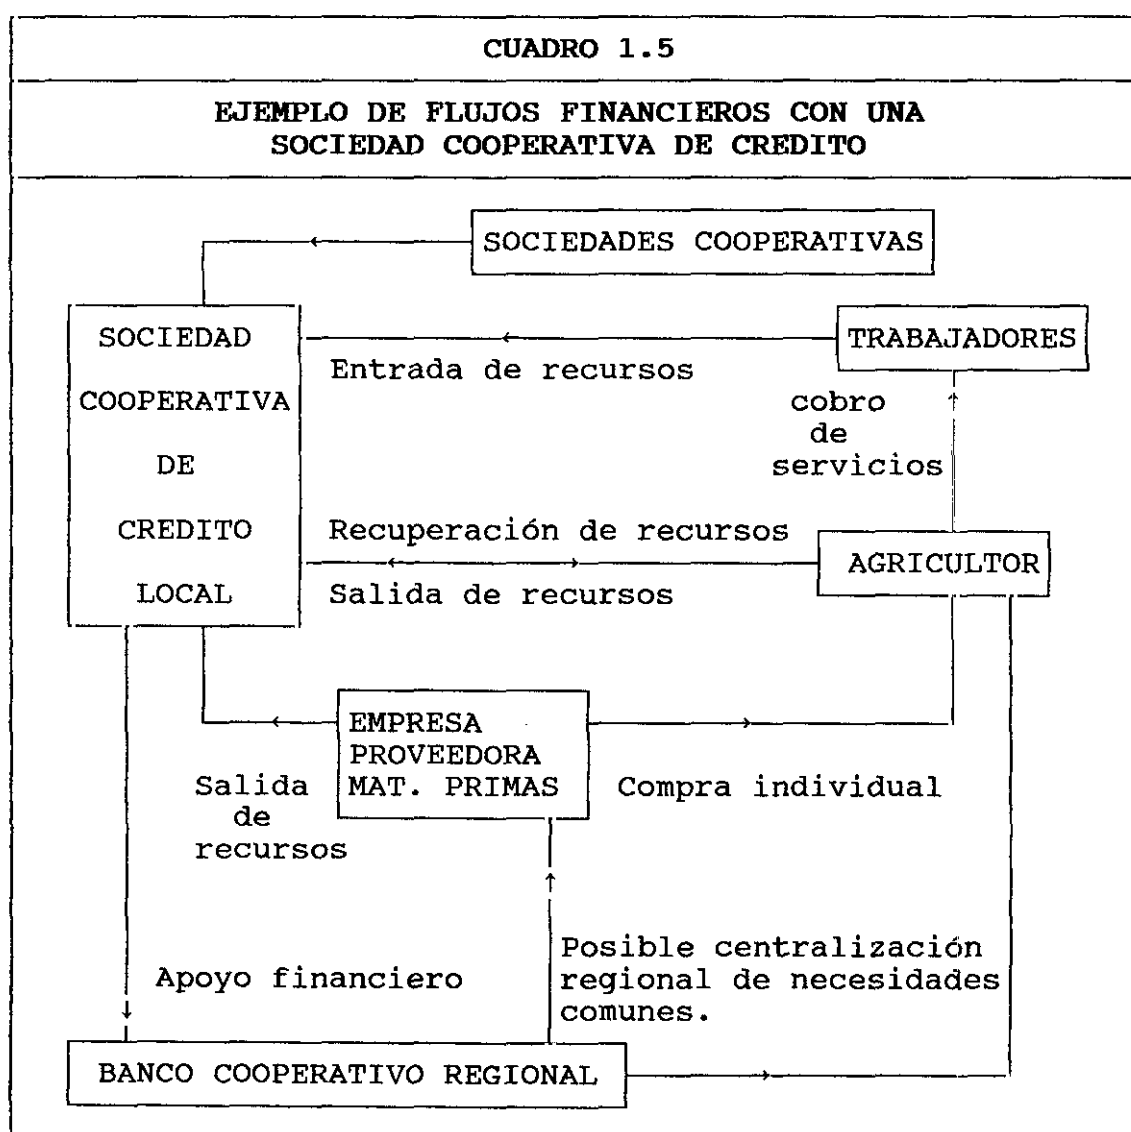 CUADRO 1.5
EJEMPLO DE FLUJOS FINANCIEROS CON UNA
SOCIEDAD COOPERATIVA DE CREDITO
SOCIEDADES COOPERATIVAS
SOCIEDAD
COOPERATIVA
DE
CREDITO
LOCAL
TRABAJADORES
Entrada de recursos
cobro
de
servicios
Recuperación de recursos
AGRICULTOR
Salida de recursos
EMPRESA
PROVEEDORA
MAT. PRIMAS
Salida
de
recursos
Compra individual
Posible centralización
regional de necesidades
comunes.
Apoyo financiero
BANCO COOPERATIVO REGIONAL